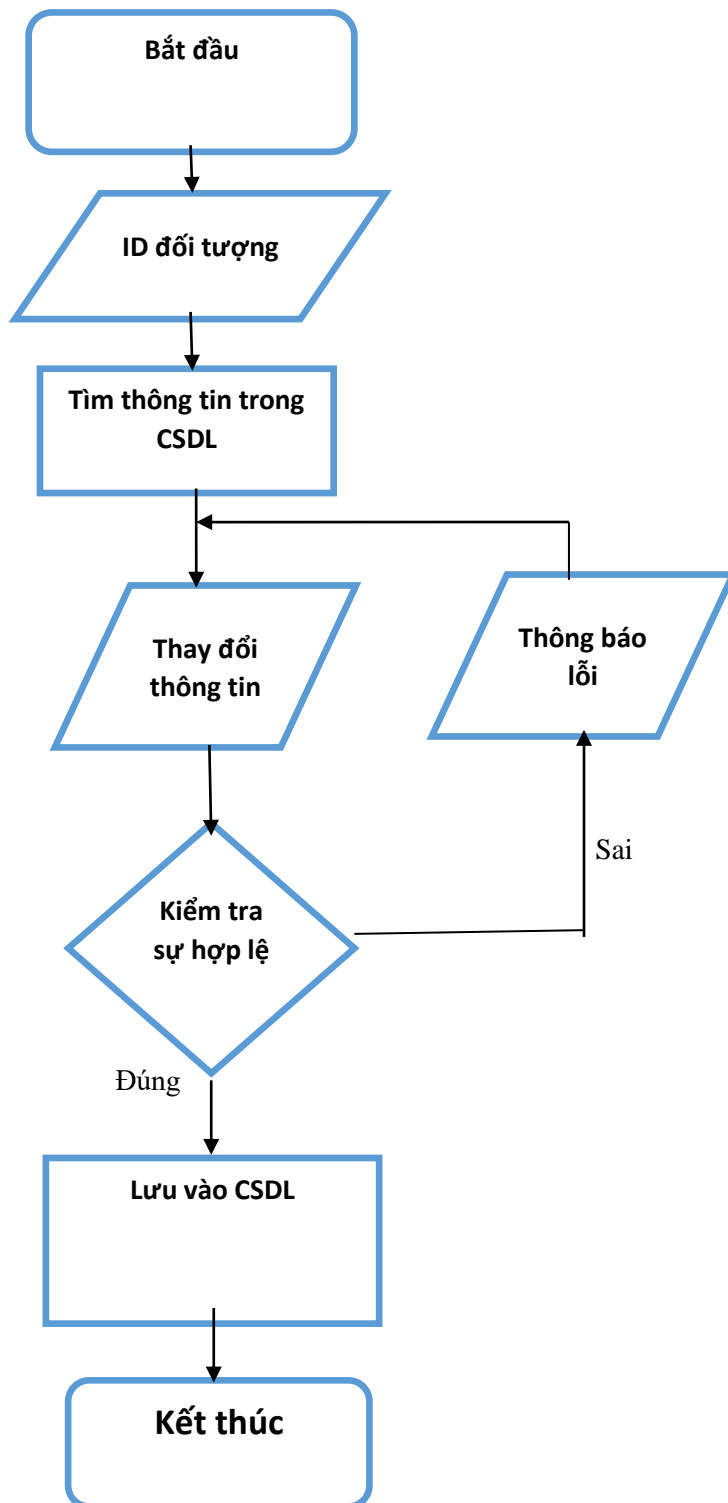 Bắt đầu
ID đối tượng
Tìm thông tin trong
CSDL
Thay đổi
thông tin
Thông báo
lỗi
Sai
Kiểm tra
sự hợp lệ
Đúng
Lưu vào CSDL
Kết thúc